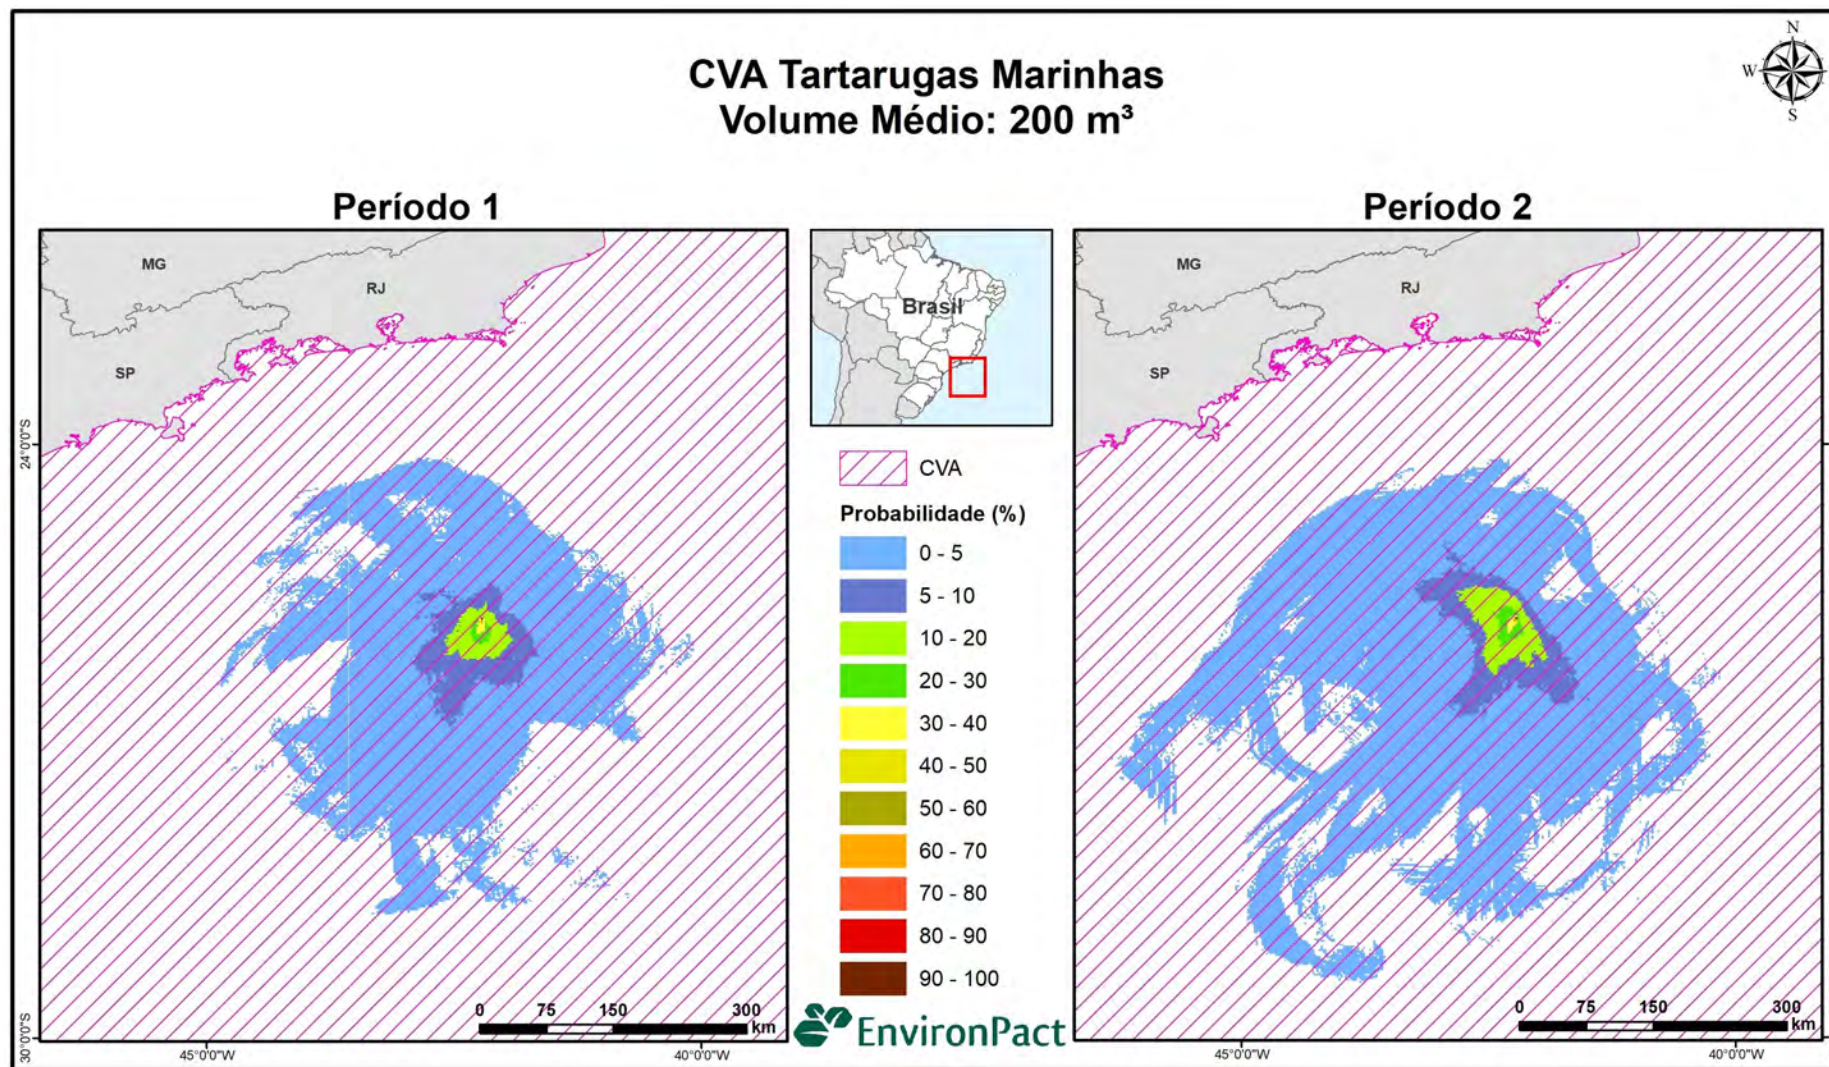 CVA Tartarugas Marinhas
Volume Médio: 200 m³
N
W
S
Período 1
MG
RJ
SP
24°0'0"S
30°0'0"S
45°0'0"W
40°0'0"W
0 75 150 300
km
Brasil
CVA
Probabilidade (%)
0 - 5
5 - 10
10 - 20
20 - 30
30 - 40
40 - 50
50 - 60
60 - 70
70 - 80
80 - 90
90 - 100
EnvironPact
Período 2
MG
RJ
SP
0 75 150 300
km
45°0'0"W
40°0'0"W